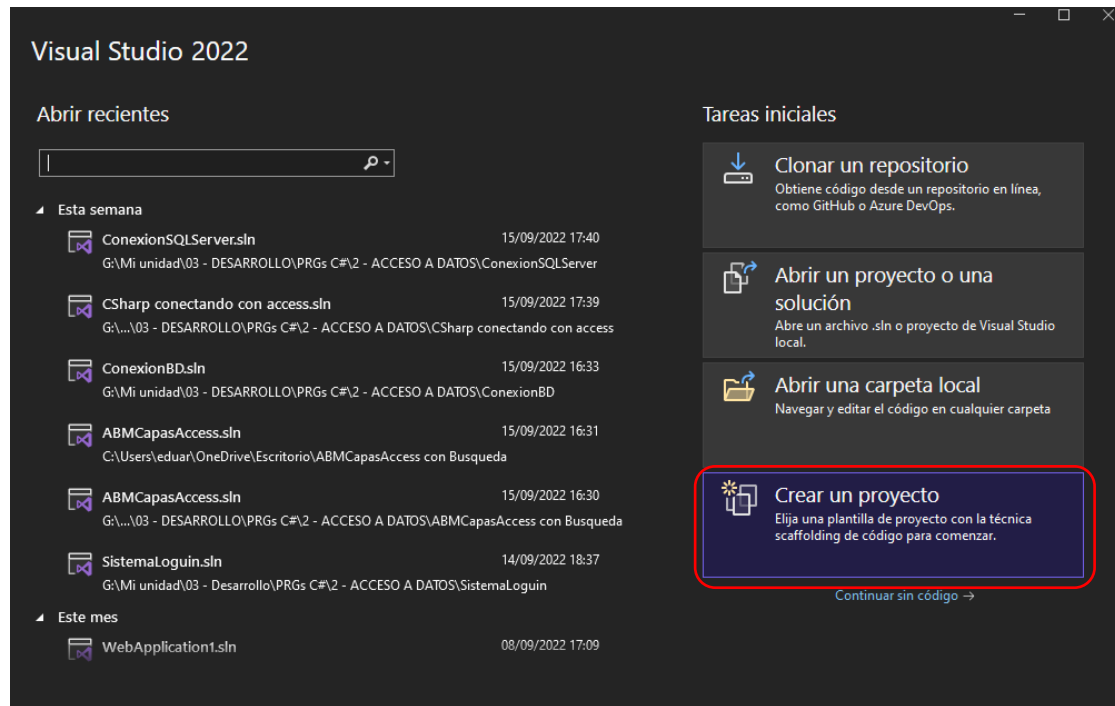 Visual Studio 2022
Abrir recientes
Esta semana
ConexionSQLServer.sln 15/09/2022 17:40
G:\Mi unidad\03 - DESARROLLO\PRGs C#\2 - ACCESO A DATOS\ConexionSQLServer
CSharp conectando con access.sln 15/09/2022 17:39
G:\...\03 - DESARROLLO\PRGs C#\2 - ACCESO A DATOS\CSharp conectando con access
ConexionBD.sln 15/09/2022 16:33
G:\Mi unidad\03 - DESARROLLO\PRGs C#\2 - ACCESO A DATOS\ConexionBD
ABMCapasAccess.sln 15/09/2022 16:31
C:\Users\eduar\OneDrive\Escritorio\ABMCapasAccess con Busqueda
ABMCapasAccess.sln 15/09/2022 16:30
G:\...\03 - DESARROLLO\PRGs C#\2 - ACCESO A DATOS\ABMCapasAccess con Busqueda
SistemaLoguin.sln 14/09/2022 18:37
G:\Mi unidad\03 - Desarrollo\PRGs C#\2 - ACCESO A DATOS\SistemaLoguin
Este mes
WebApplication1.sln 08/09/2022 17:09
Tareas iniciales
Clonar un repositorio
Obtiene código desde un repositorio en línea,
como GitHub o Azure DevOps.
Abrir un proyecto o una
solución
Abre un archivo .sln o proyecto de Visual Studio
local.
Abrir una carpeta local
Navegar y editar el código en cualquier carpeta
Crear un proyecto
Elija una plantilla de proyecto con la técnica
scaffolding de código para comenzar.
Continuar sin código →